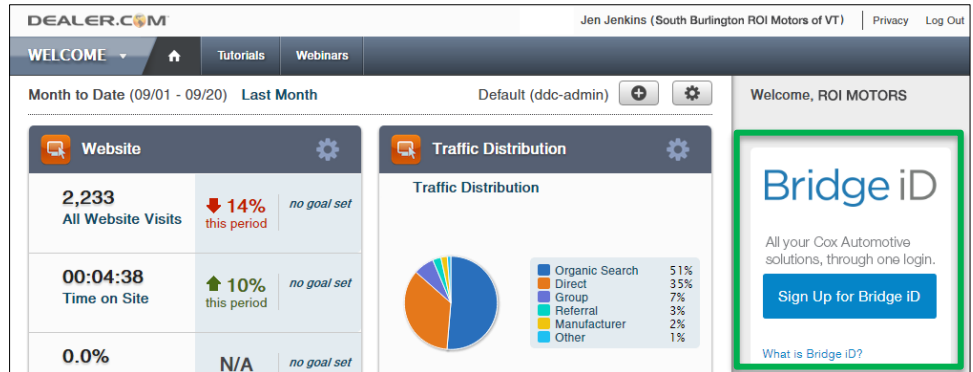 DEALER.COM
Jen Jenkins (South Burlington ROI Motors of VT) Privacy Log Out
WELCOME Tutorials Webinars
Month to Date (09/01 - 09/20) Last Month Default (ddc-admin)
Welcome, ROI MOTORS
Website
2,233
All Website Visits
14%
this period
no goal set
00:04:38
Time on Site
10%
this period
no goal set
0.0%
N/A
no goal set
Traffic Distribution
Traffic Distribution
Organic Search 51%
Direct 35%
Group 7%
Referral 3%
Manufacturer 2%
Other 1%
Bridge iD
All your Cox Automotive
solutions, through one login.
Sign Up for Bridge iD
What is Bridge iD?